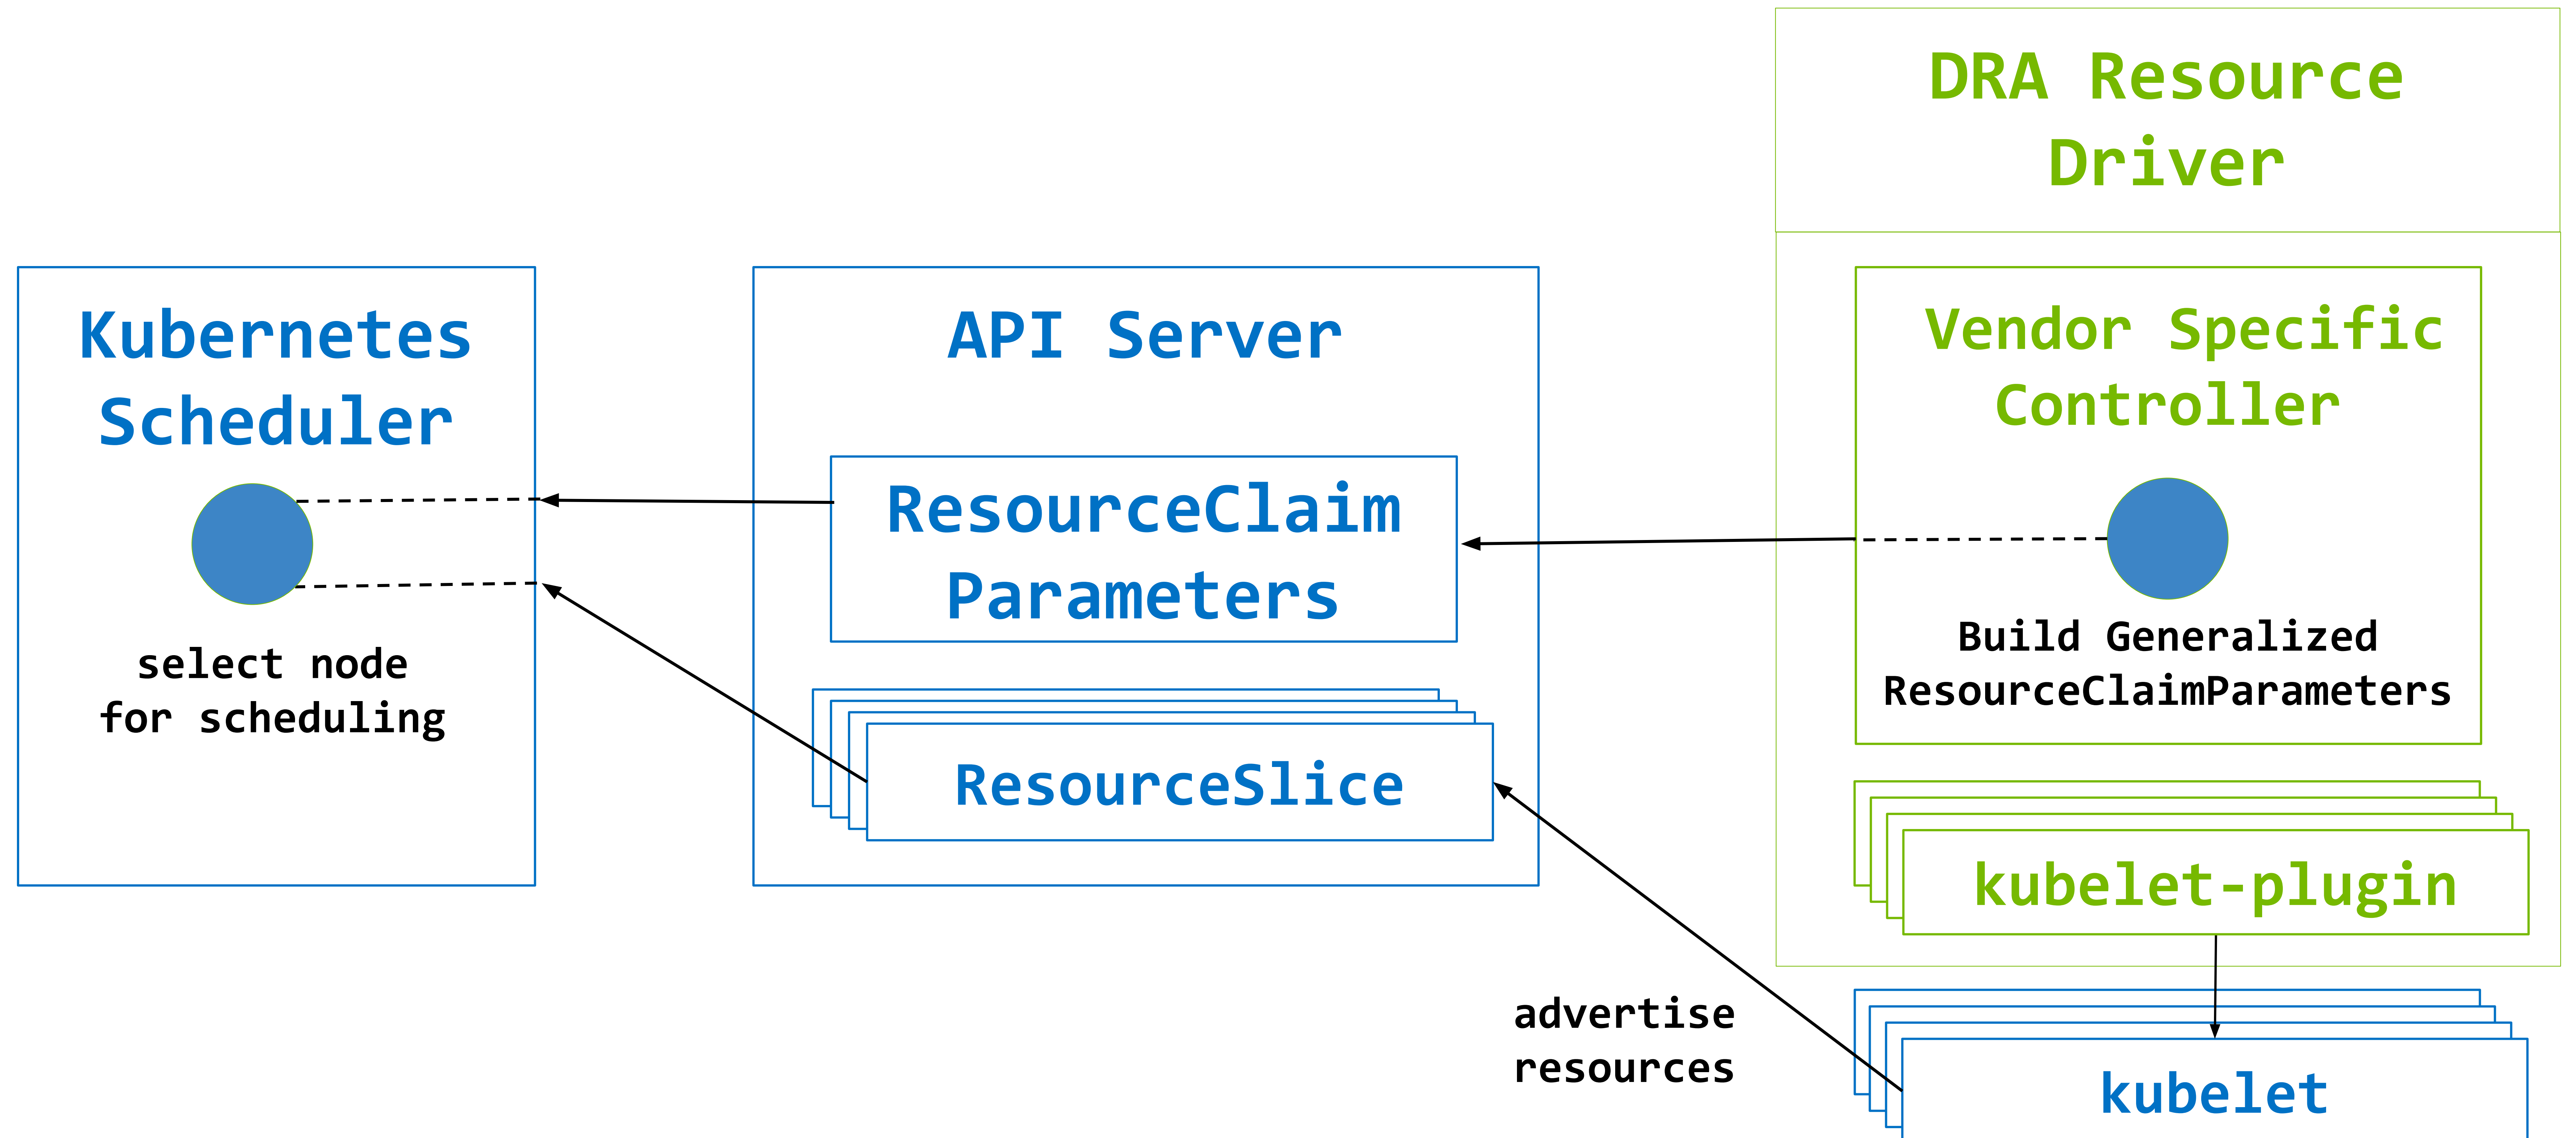 DRA Resource
Driver
Kubernetes
Scheduler
select node
for scheduling
API Server
ResourceClaim
Parameters
ResourceSlice
Vendor Specific
Controller
Build Generalized
ResourceClaimParameters
kubelet-plugin
advertise
resources
kubelet